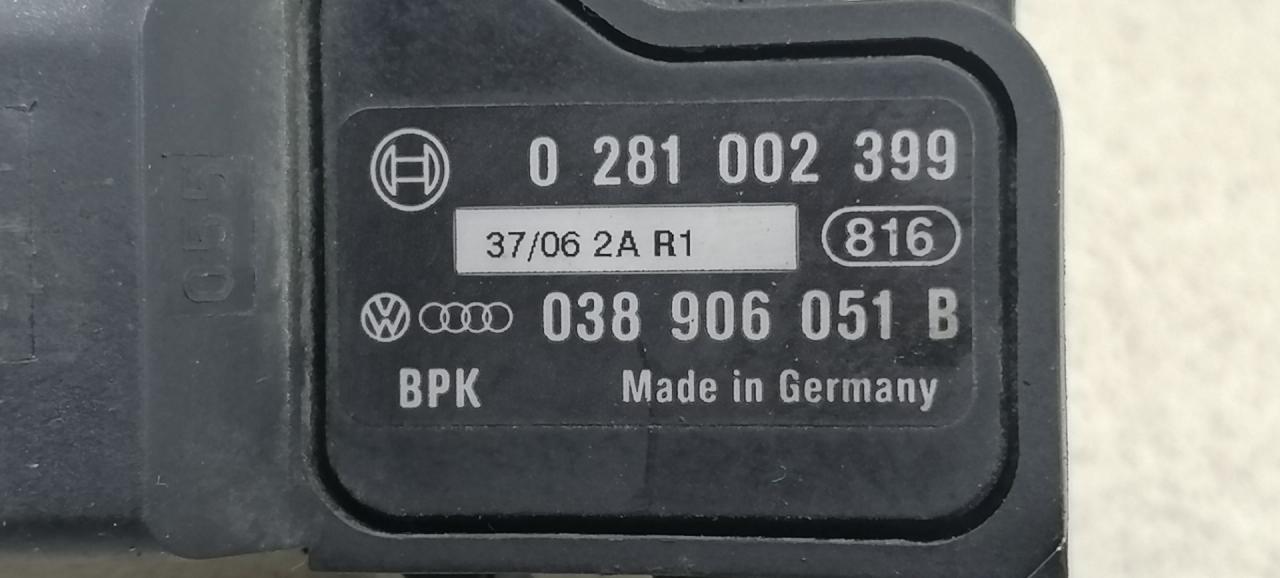 0 281 002 399
37/06 2A R1 816
038 906 051 B
BPK Made in Germany